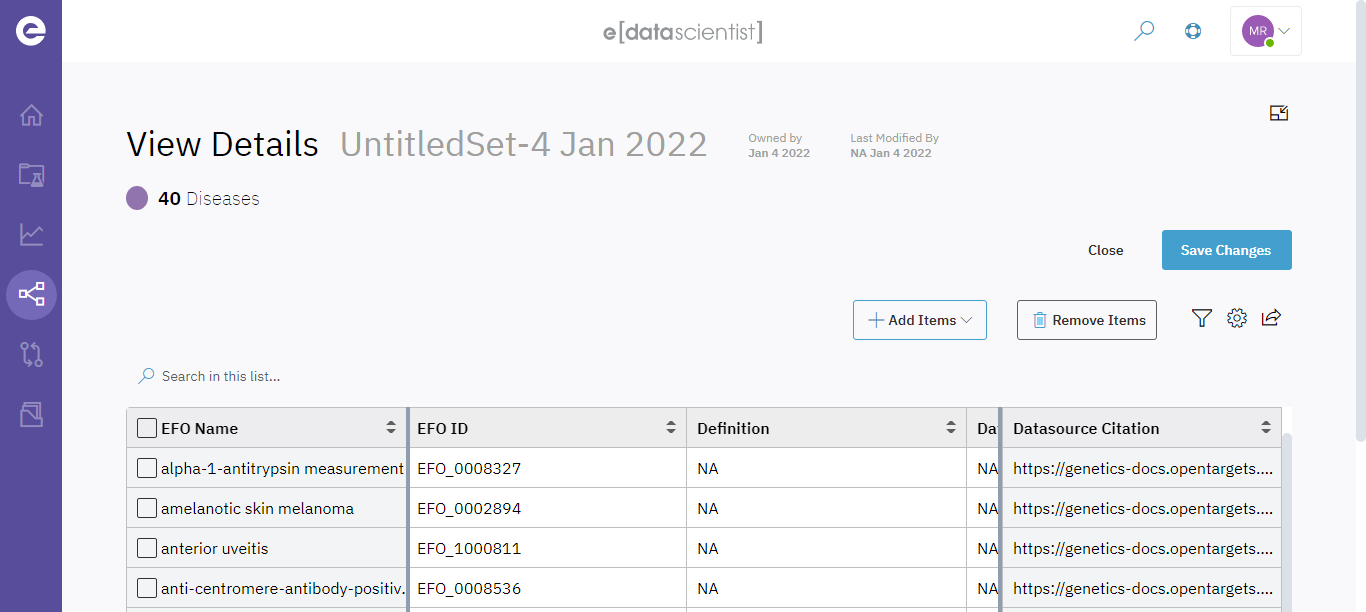 e[datascientist]
MR
View Details UntitledSet-4 Jan 2022
Owned by
Jan 4 2022
Last Modified By
NA Jan 4 2022
40 Diseases
Close
Save Changes
Add Items
Remove Items
Search in this list...
EFO Name EFO ID Definition Da Datasource Citation
alpha-1-antitrypsin measurement EFO_0008327 NA NA https://genetics-docs.opentargets....
amelanotic skin melanoma EFO_0002894 NA NA https://genetics-docs.opentargets....
anterior uveitis EFO_1000811 NA NA https://genetics-docs.opentargets....
anti-centromere-antibody-positiv.. EFO_0008536 NA NA https://genetics-docs.opentargets....